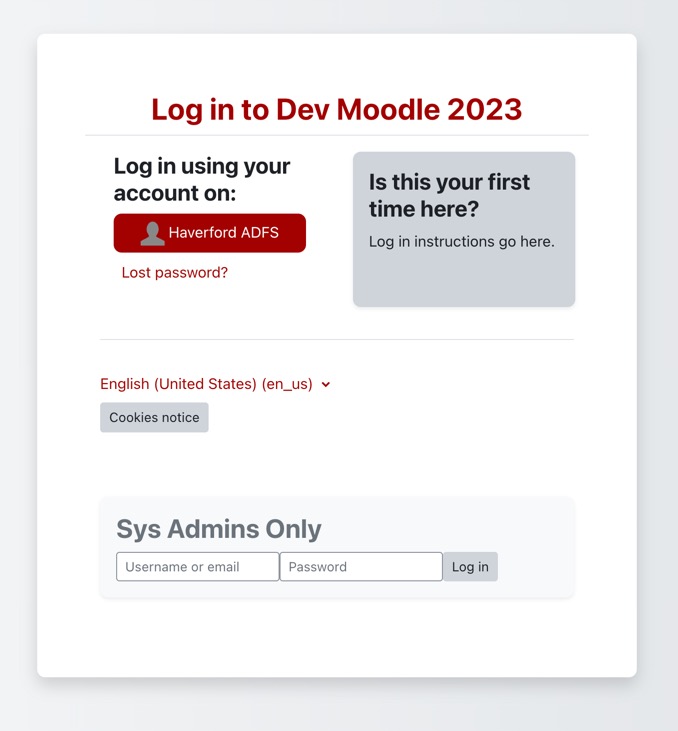 Log in to Dev Moodle 2023
Log in using your
account on:
Haverford ADFS
Lost password?
Is this your first
time here?
Log in instructions go here.
English (United States) (en_us)
Cookies notice
Sys Admins Only
Username or email
Password
Log in